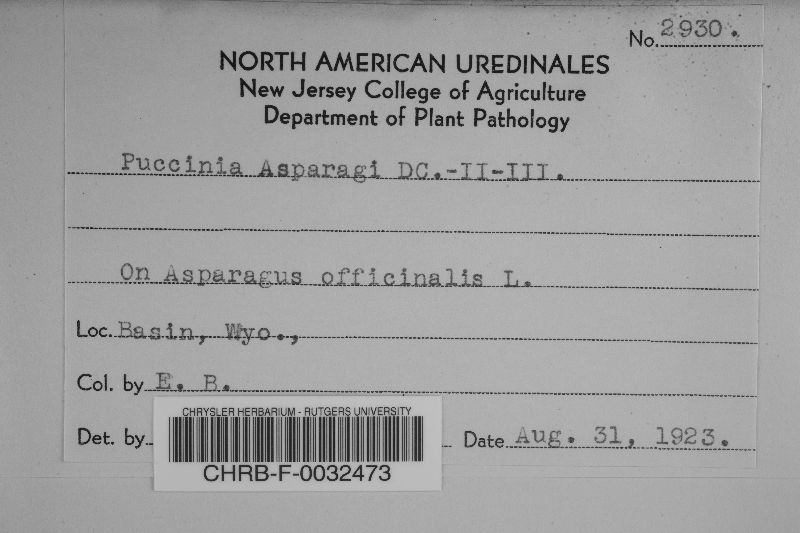 No. 2930.
NORTH AMERICAN UREDINALES
New Jersey College of Agriculture
Department of Plant Pathology
Puccinia Asparagi DC.-II-III.
On Asparagus officinalis L.
Loc. Basin, Wyo.,
Col. by E. B.
Det. by Date Aug. 31, 1923.
CHRYSLER HERBARIUM - RUTGERS UNIVERSITY
CHRB-F-0032473